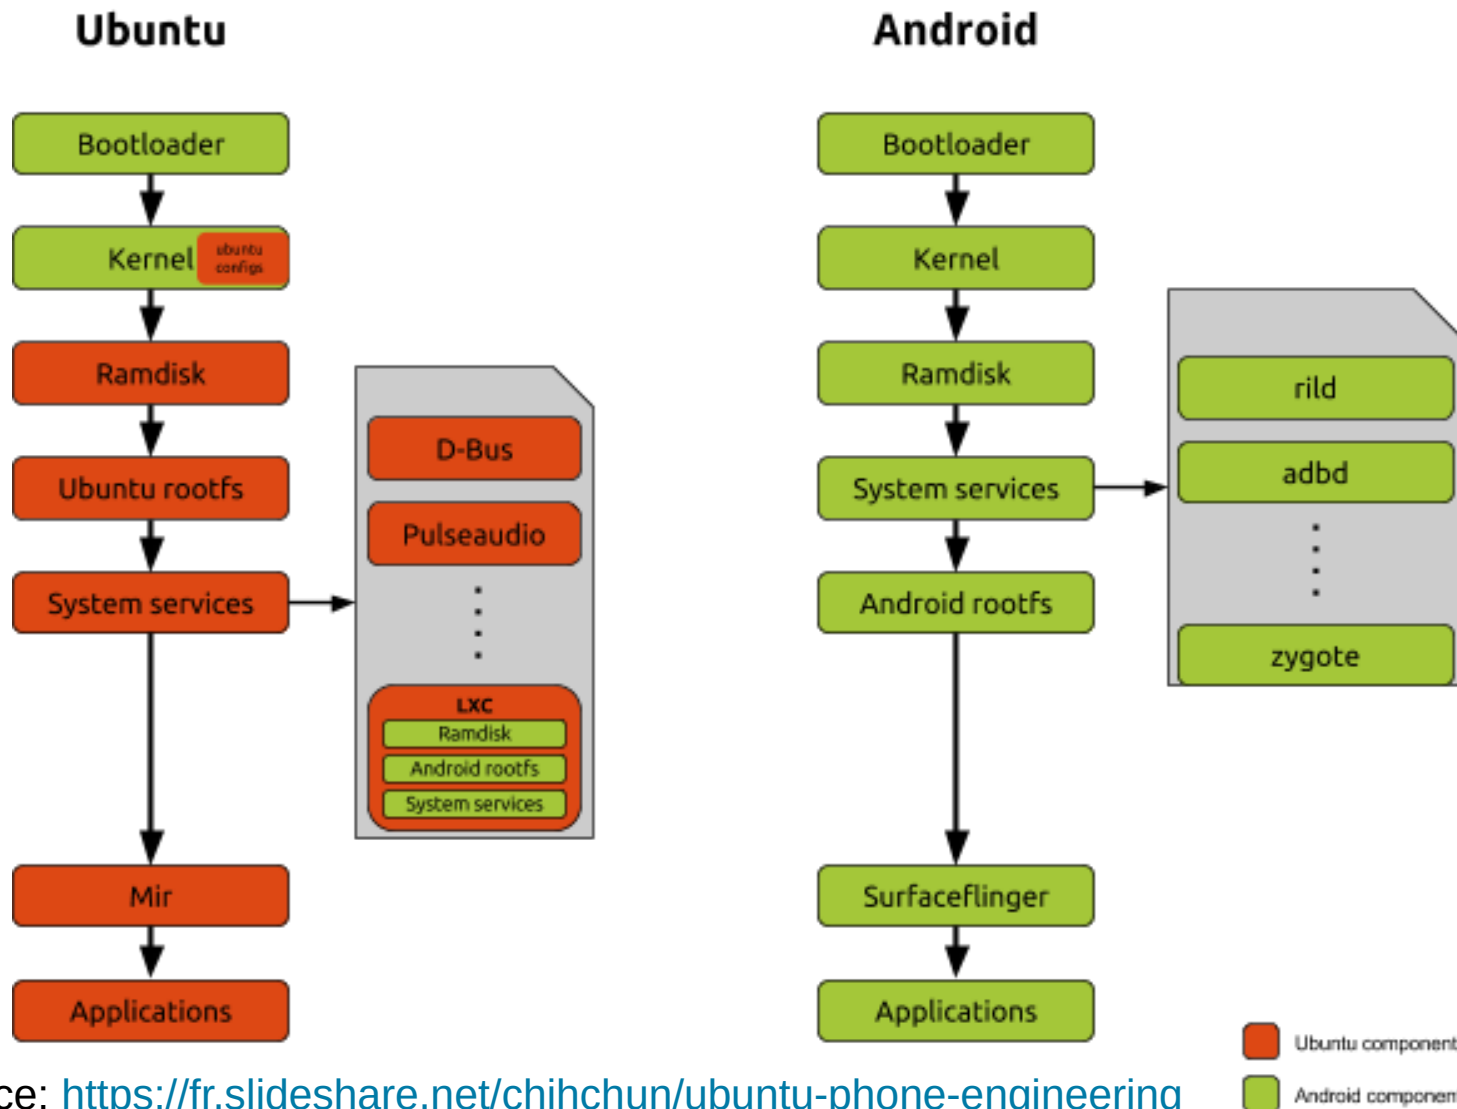 Ubuntu
Android
Bootloader
Kernel
ubuntu
configs
Ramdisk
Ubuntu rootfs
System services
D-Bus
Pulseaudio
LXC
Ramdisk
Android rootfs
System services
Mir
Applications
Bootloader
Kernel
Ramdisk
System services
Android rootfs
rild
adbd
zygote
Surfaceflinger
Applications
Ubuntu component
Android componen
ce: https://fr.slideshare.net/chihchun/ubuntu-phone-engineering